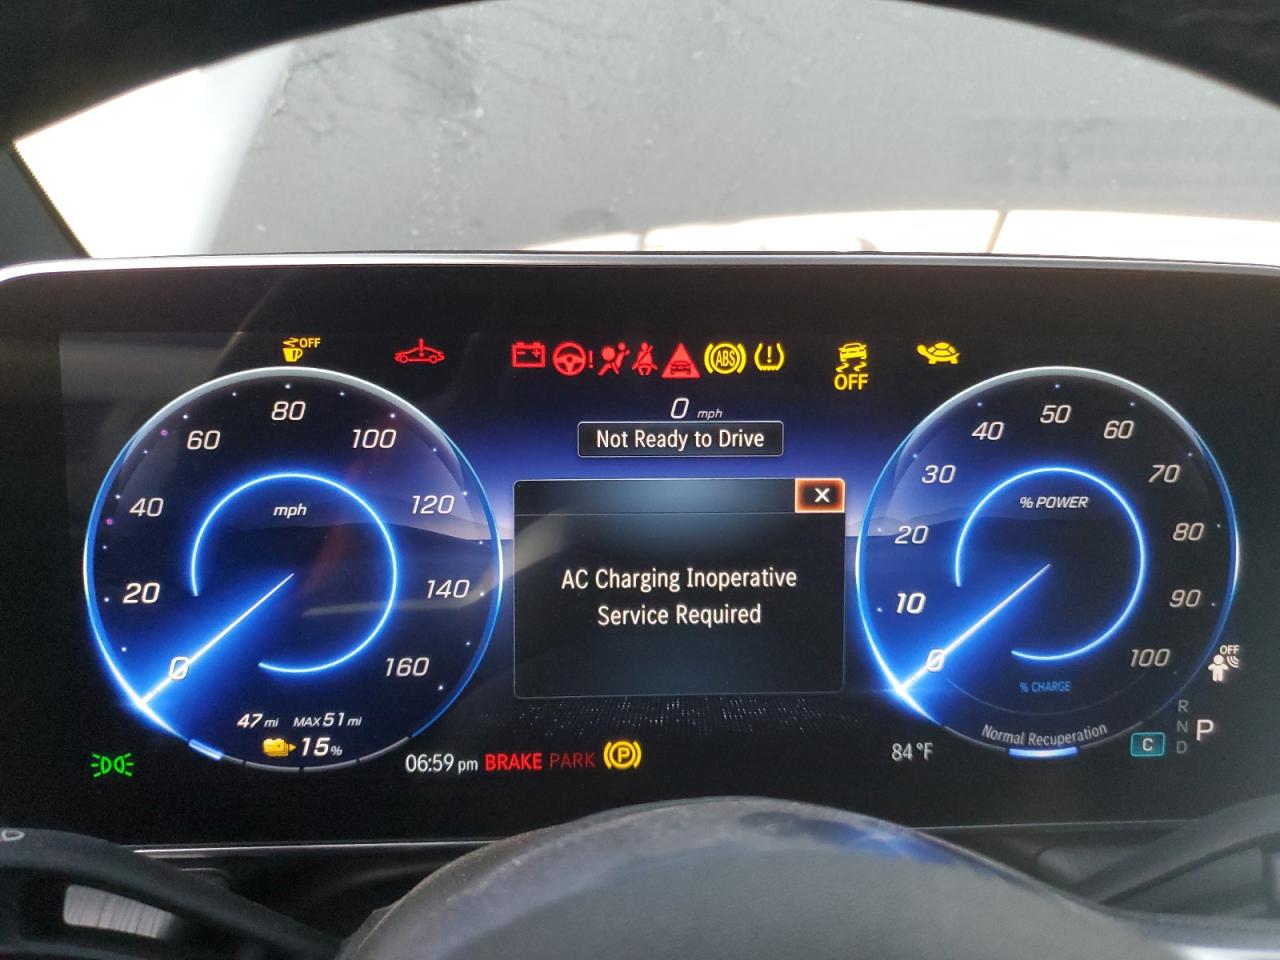 OFF
ABS
OFF
0 mph
Not Ready to Drive
AC Charging Inoperative
Service Required
0
20
40
60
80
100
120
140
160
mph
47 mi MAX 51 mi
15%
0
10
20
30
40
50
60
70
80
90
100
% POWER
% CHARGE
Normal Recuperation
OFF
R
N
D
P
C
06:59 pm BRAKE PARK P
84 °F